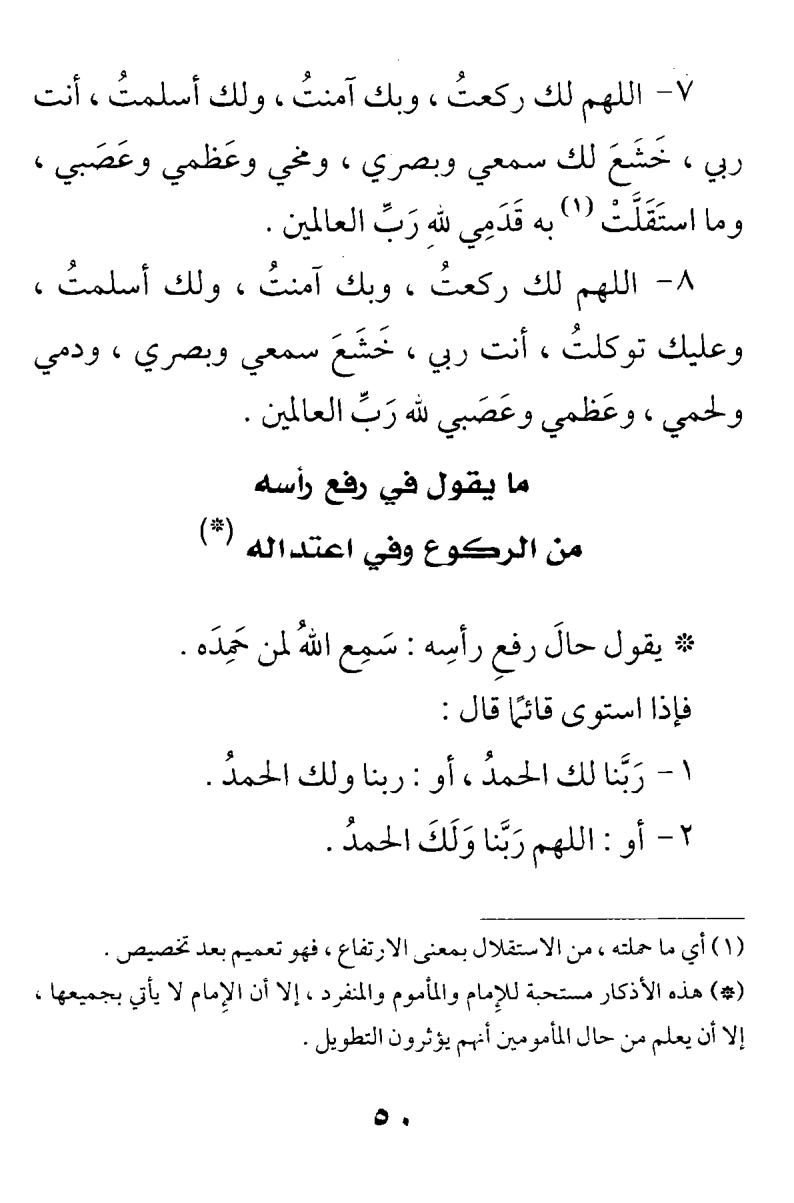 ٧- اللهم لك ركعتُ ، وبك آمنتُ ، ولك أسلمتُ ، أنت
ربي ، خَشَعَ لك سمعي وبصري ، ومخي وعَظمي وعَصَبي ،
وما استَقَلَّتْ (١) به قَدَمِي للهِ رَبِّ العالمين .
٨- اللهم لك ركعتُ ، وبك آمنتُ ، ولك أسلمتُ ،
وعليك توكلتُ ، أنت ربي ، خَشَعَ سمعي وبصري ، ودمي
ولحمي ، وعَظمي وعَصَبي لله رَبِّ العالمين .
ما يقول في رفع رأسه
من الركوع وفي اعتداله (*)
* يقول حالَ رفعِ رأسِه : سَمِع اللهُ لمن حَمِدَه .
فإذا استوى قائمًا قال :
١- رَبَّنا لك الحمدُ ، أو : ربنا ولك الحمدُ .
٢- أو : اللهم رَبَّنا وَلَكَ الحمدُ .
(١) أي ما حملته ، من الاستقلال بمعنى الارتفاع ، فهو تعميم بعد تخصيص .
(*) هذه الأذكار مستحبة للإِمام والمأموم والمنفرد ، إلا أن الإِمام لا يأتي بجميعها ،
إلا أن يعلم من حال المأمومين أنهم يؤثرون التطويل .
٥٠